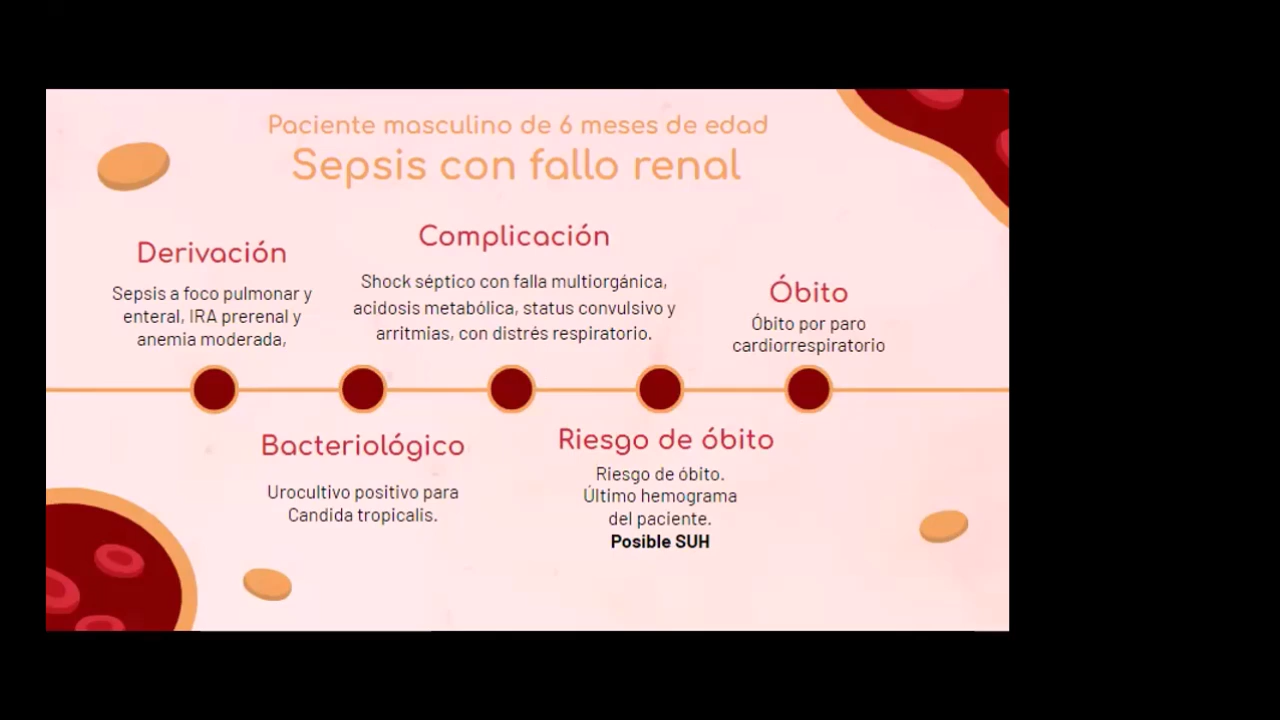 Paciente masculino de 6 meses de edad
Sepsis con fallo renal
Derivación
Sepsis a foco pulmonar y
enteral, IRA prerenal y
anemia moderada,
Bacteriológico
Urocultivo positivo para
Candida tropicalis.
Complicación
Shock séptico con falla multiorgánica,
acidosis metabólica, status convulsivo y
arritmias, con distrés respiratorio.
Riesgo de óbito
Riesgo de óbito.
Último hemograma
del paciente.
Posible SUH
Óbito
Óbito por paro
cardiorrespiratorio